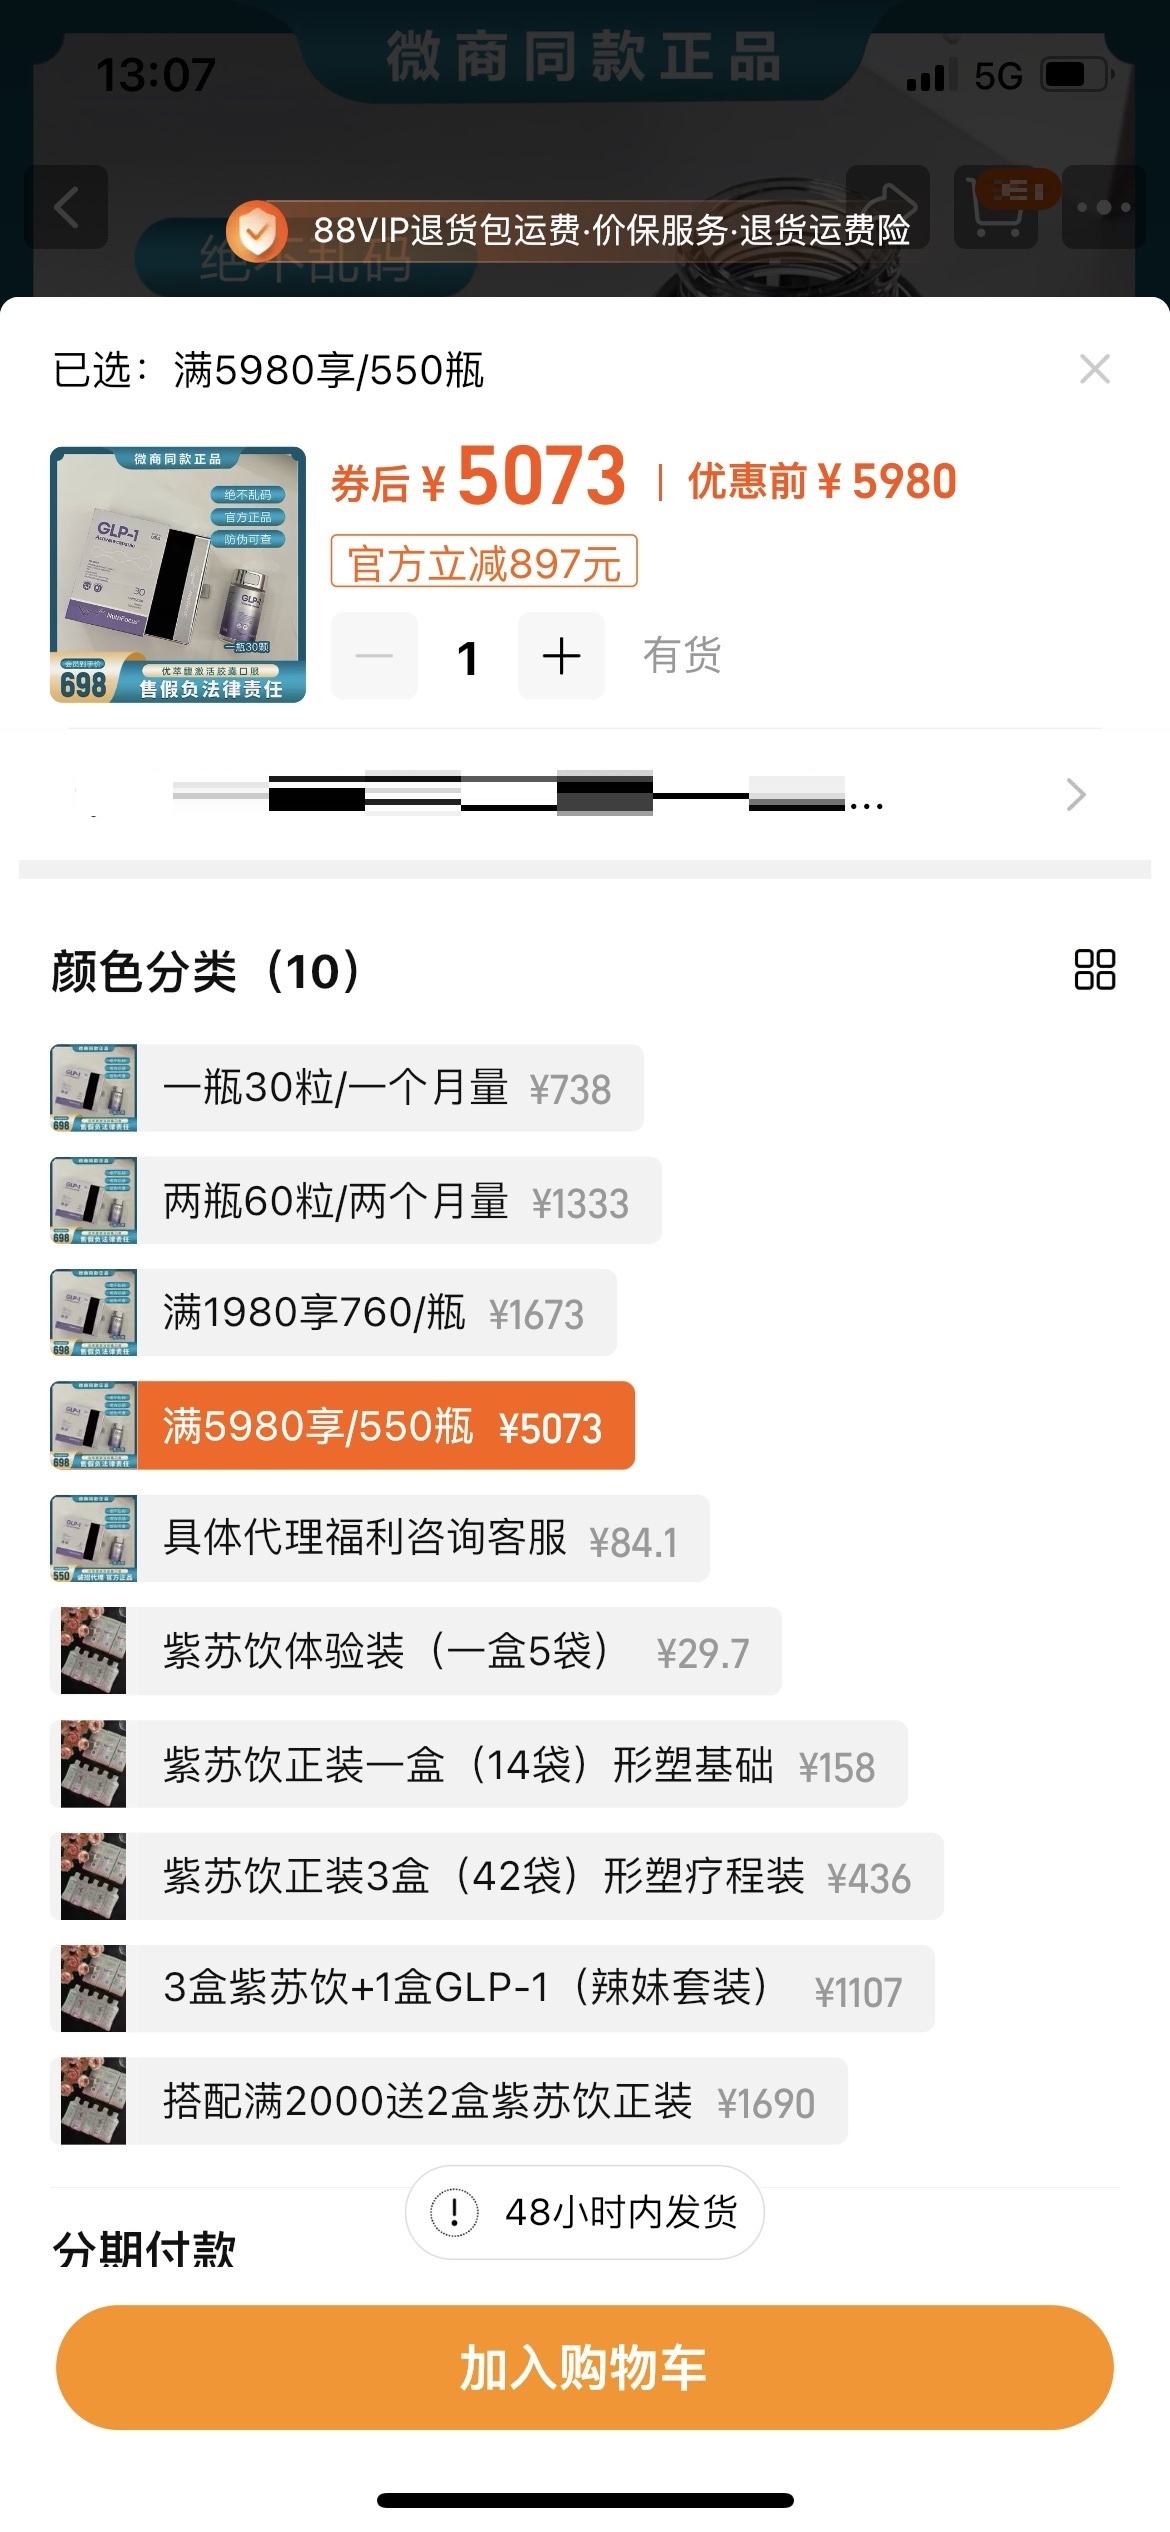 微商同款正品
13:07
5G
绝不乱码
88VIP退货包运费·价保服务·退货运费险
已选：满5980享/550瓶
微商同款正品
绝不乱码
官方正品
防伪可查
GLP-1
30
NutriFocus
GLP-1
一瓶30颗
会员到手价
698
优萃馥激活胶囊口服
售假负法律责任
券后¥5073 | 优惠前¥5980
官方立减897元
1
有货
...
颜色分类（10）
一瓶30粒/一个月量 ¥738
两瓶60粒/两个月量 ¥1333
满1980享760/瓶 ¥1673
满5980享/550瓶 ¥5073
具体代理福利咨询客服 ¥84.1
紫苏饮体验装（一盒5袋） ¥29.7
紫苏饮正装一盒（14袋）形塑基础 ¥158
紫苏饮正装3盒（42袋）形塑疗程装 ¥436
3盒紫苏饮+1盒GLP-1（辣妹套装） ¥1107
搭配满2000送2盒紫苏饮正装 ¥1690
48小时内发货
分期付款
加入购物车